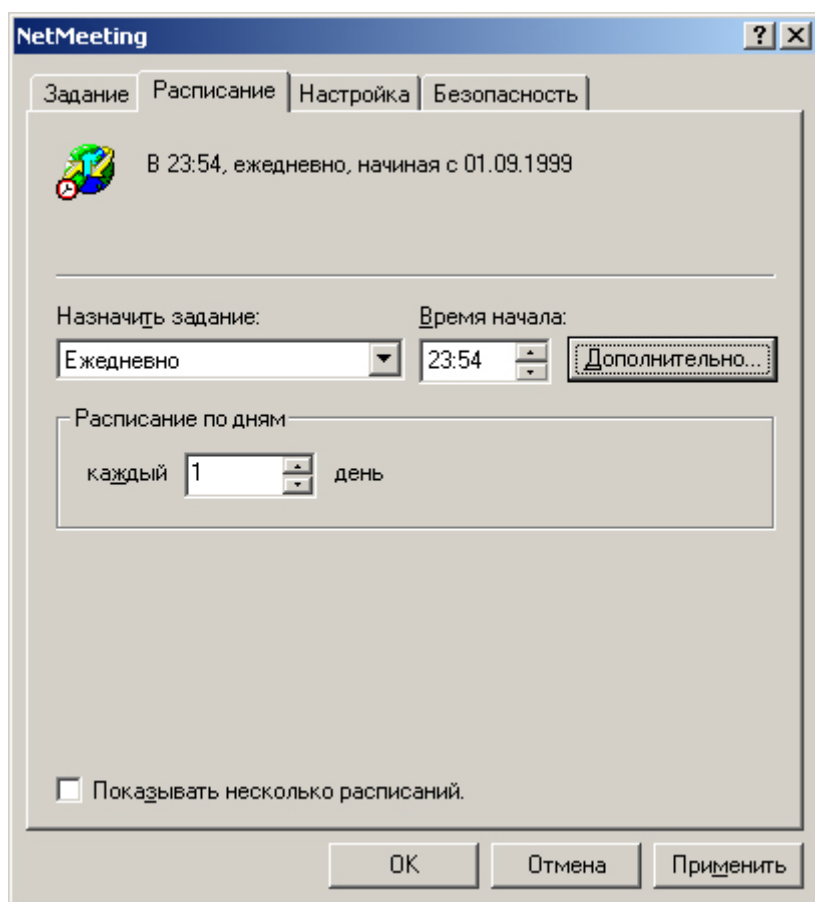 NetMeeting
Задание Расписание Настройка Безопасность
В 23:54, ежедневно, начиная с 01.09.1999
Назначить задание: Время начала:
Ежедневно 23:54 Дополнительно...
Расписание по дням
каждый 1 день
Показывать несколько расписаний.
OK Отмена Применить